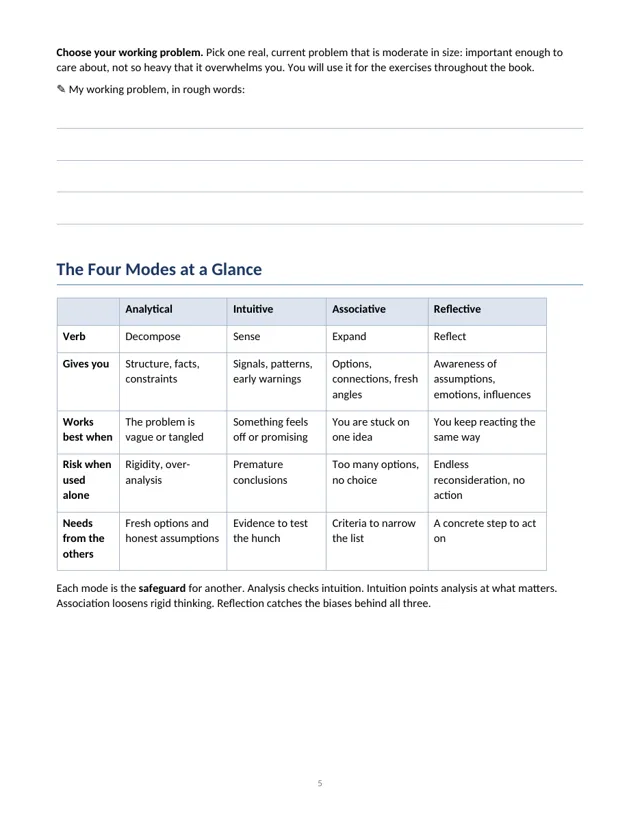 Choose your working problem. Pick one real, current problem that is moderate in size: important enough to
care about, not so heavy that it overwhelms you. You will use it for the exercises throughout the book.
✎ My working problem, in rough words:
The Four Modes at a Glance
Analytical Intuitive Associative Reflective
Verb Decompose Sense Expand Reflect
Gives you Structure, facts, Signals, patterns, Options, Awareness of
constraints early warnings connections, fresh assumptions,
angles emotions, influences
Works The problem is Something feels You are stuck on You keep reacting the
best when vague or tangled off or promising one idea same way
Risk when Rigidity, over- Premature Too many options, Endless
used analysis conclusions no choice reconsideration, no
alone action
Needs Fresh options and Evidence to test Criteria to narrow A concrete step to act
from the honest assumptions the hunch the list on
others
Each mode is the safeguard for another. Analysis checks intuition. Intuition points analysis at what matters.
Association loosens rigid thinking. Reflection catches the biases behind all three.
5